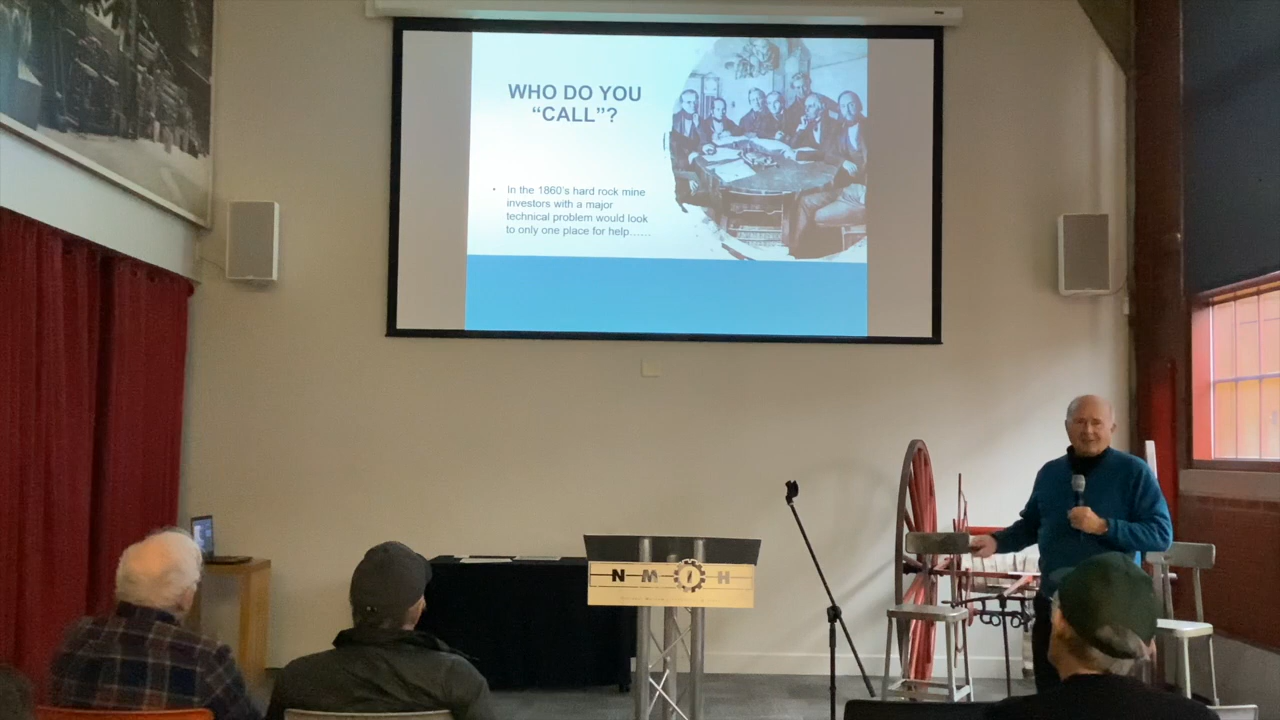 WHO DO YOU
“CALL”?
• In the 1860’s hard rock mine
investors with a major
technical problem would look
to only one place for help……
NMIH